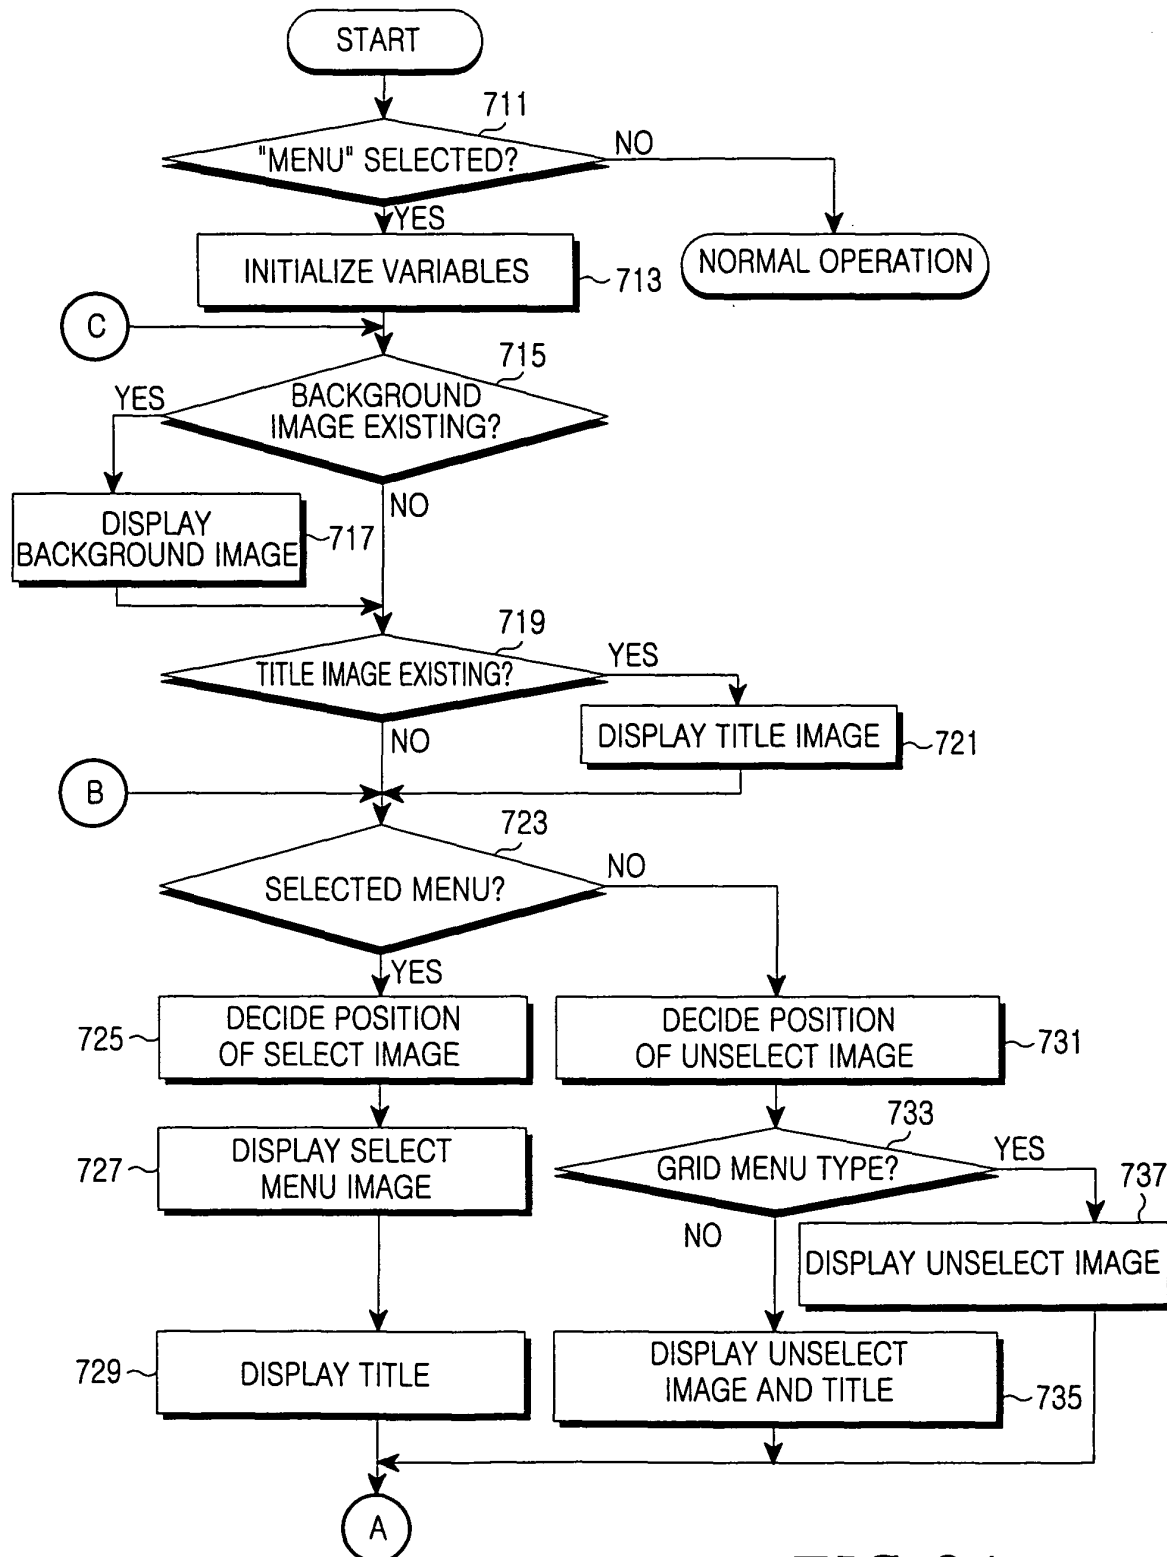 START
711
"MENU" SELECTED?
NO
YES
NORMAL OPERATION
INITIALIZE VARIABLES
713
C
715
YES
BACKGROUND
IMAGE EXISTING?
NO
DISPLAY
BACKGROUND IMAGE
717
719
TITLE IMAGE EXISTING?
YES
DISPLAY TITLE IMAGE
721
NO
B
723
SELECTED MENU?
NO
YES
725
DECIDE POSITION
OF SELECT IMAGE
DECIDE POSITION
OF UNSELECT IMAGE
731
733
727
DISPLAY SELECT
MENU IMAGE
GRID MENU TYPE?
YES
737
NO
DISPLAY UNSELECT IMAGE
729
DISPLAY TITLE
DISPLAY UNSELECT
IMAGE AND TITLE
735
A